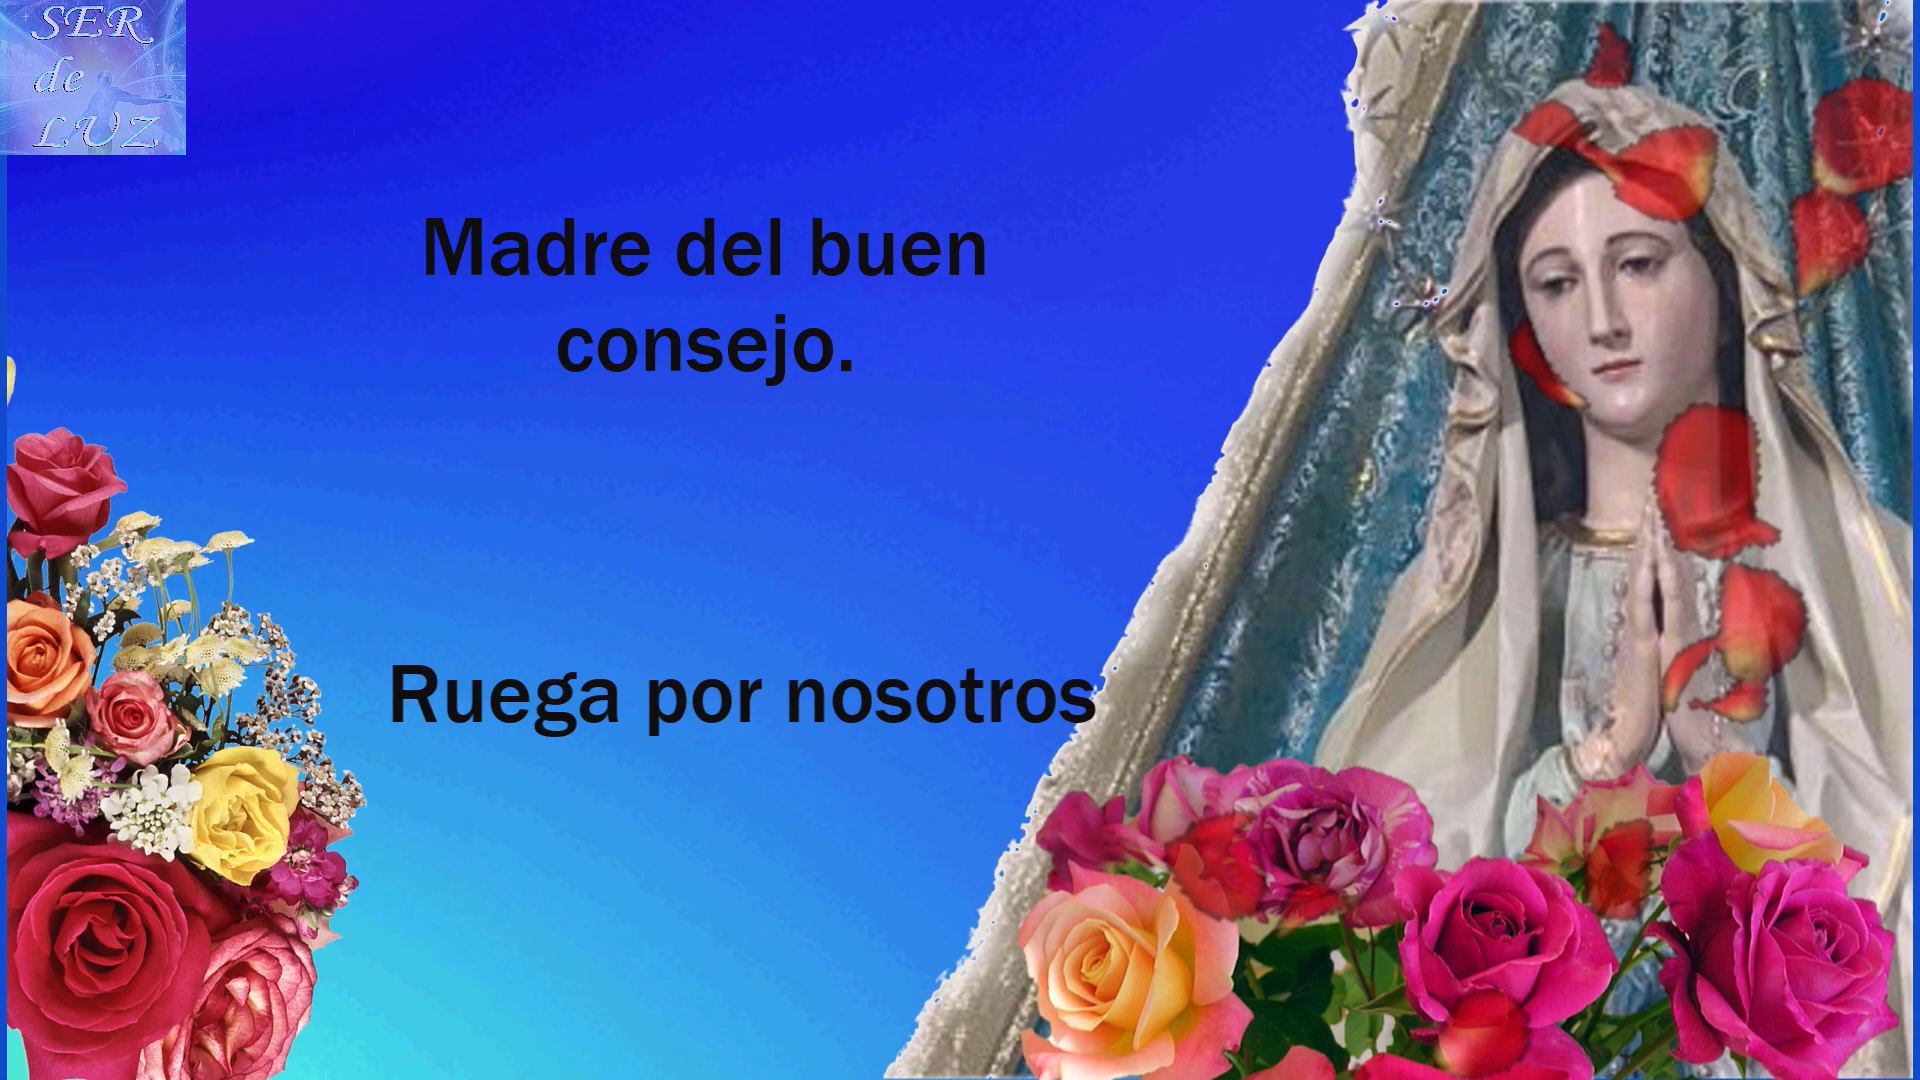 SER
de
LUZ
Madre del buen
consejo.
Ruega por nosotros